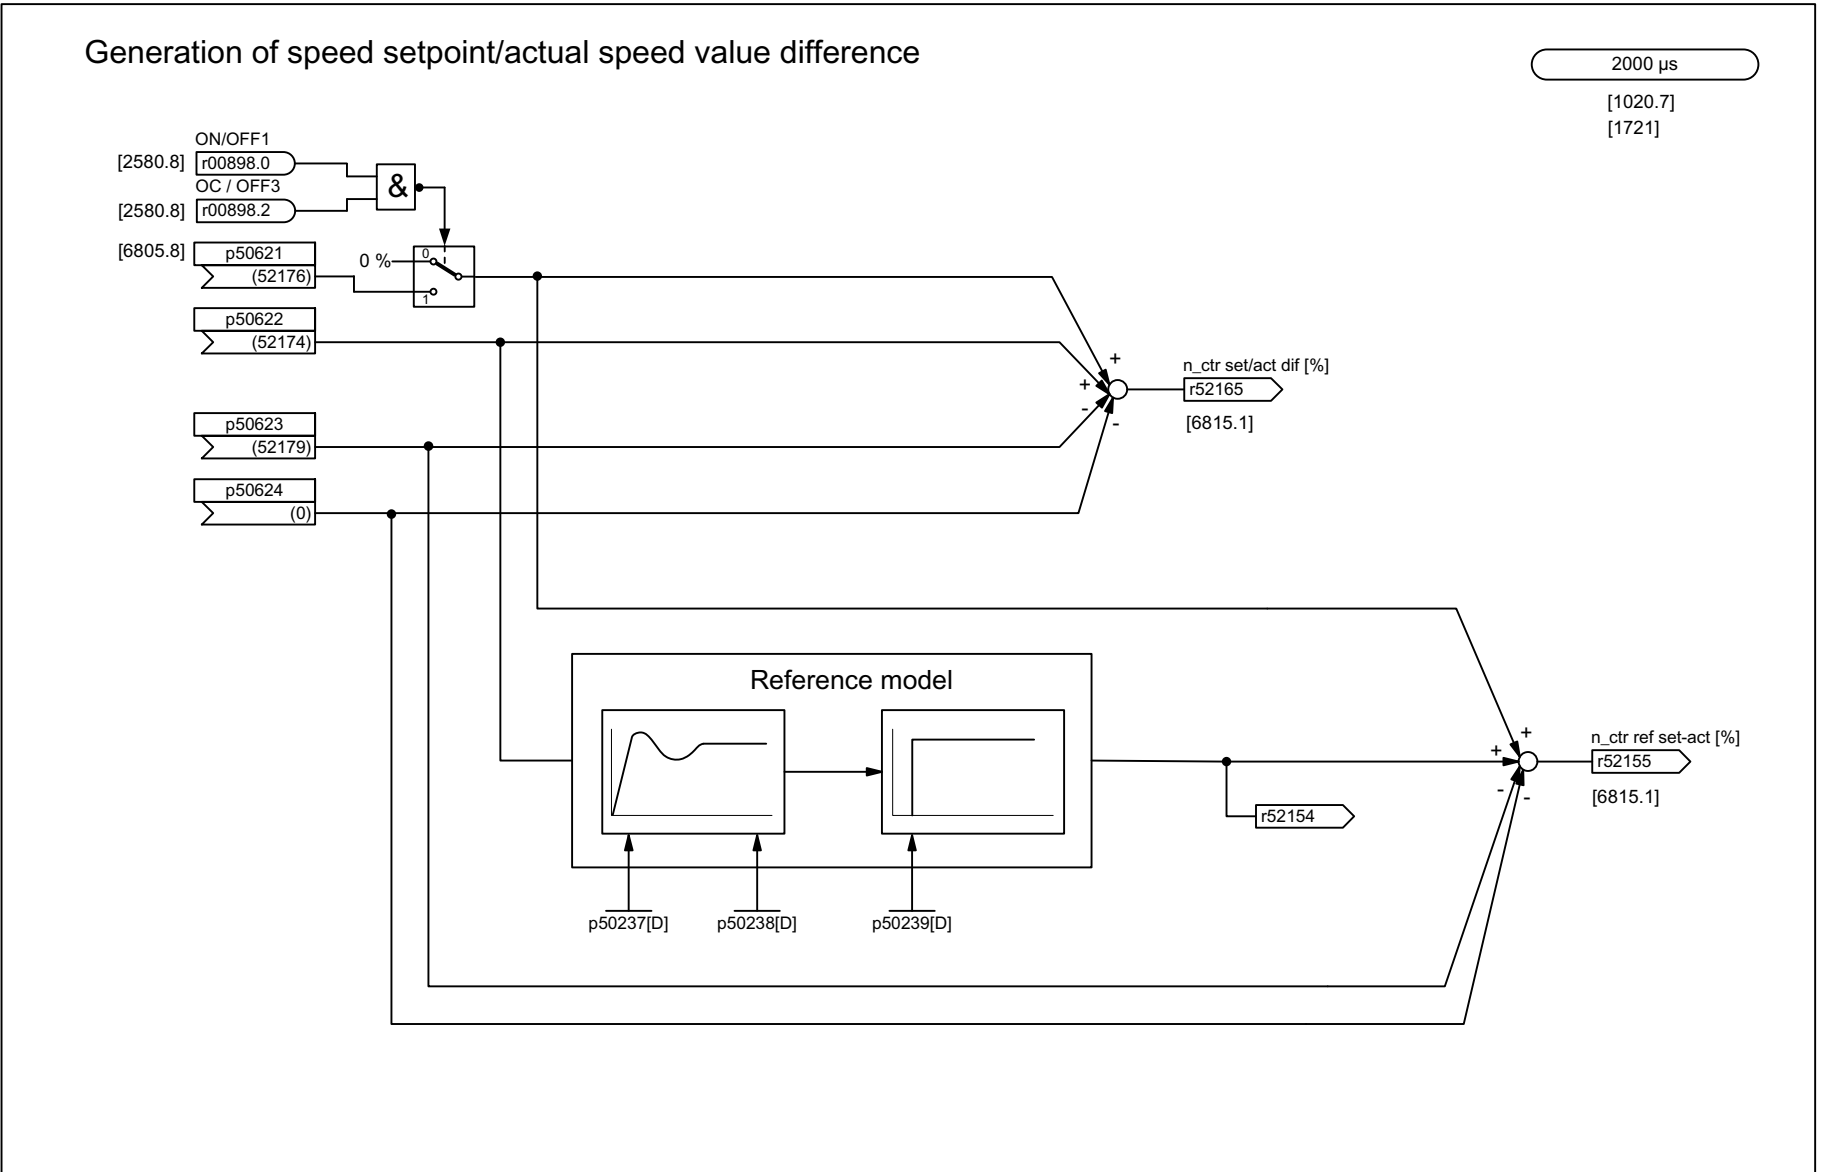 Generation of speed setpoint/actual speed value difference
2000 µs
[1020.7]
[1721]
ON/OFF1
[2580.8] r00898.0
OC / OFF3
[2580.8] r00898.2
&
[6805.8] p50621
(52176)
0 %
0
1
p50622
(52174)
p50623
(52179)
p50624
(0)
+
+
-
-
n_ctr set/act dif [%]
r52165
[6815.1]
Reference model
p50237[D]
p50238[D]
p50239[D]
r52154
+
+
-
-
n_ctr ref set-act [%]
r52155
[6815.1]